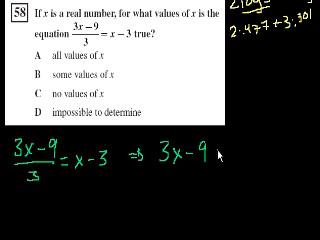 58 If x is a real number, for what values of x is the
equation (3x – 9)/3 = x – 3 true?
A all values of x
B some values of x
C no values of x
D impossible to determine
2·.477+3·.301
(3x – 9)/3 = x – 3 ⇒ 3x – 9